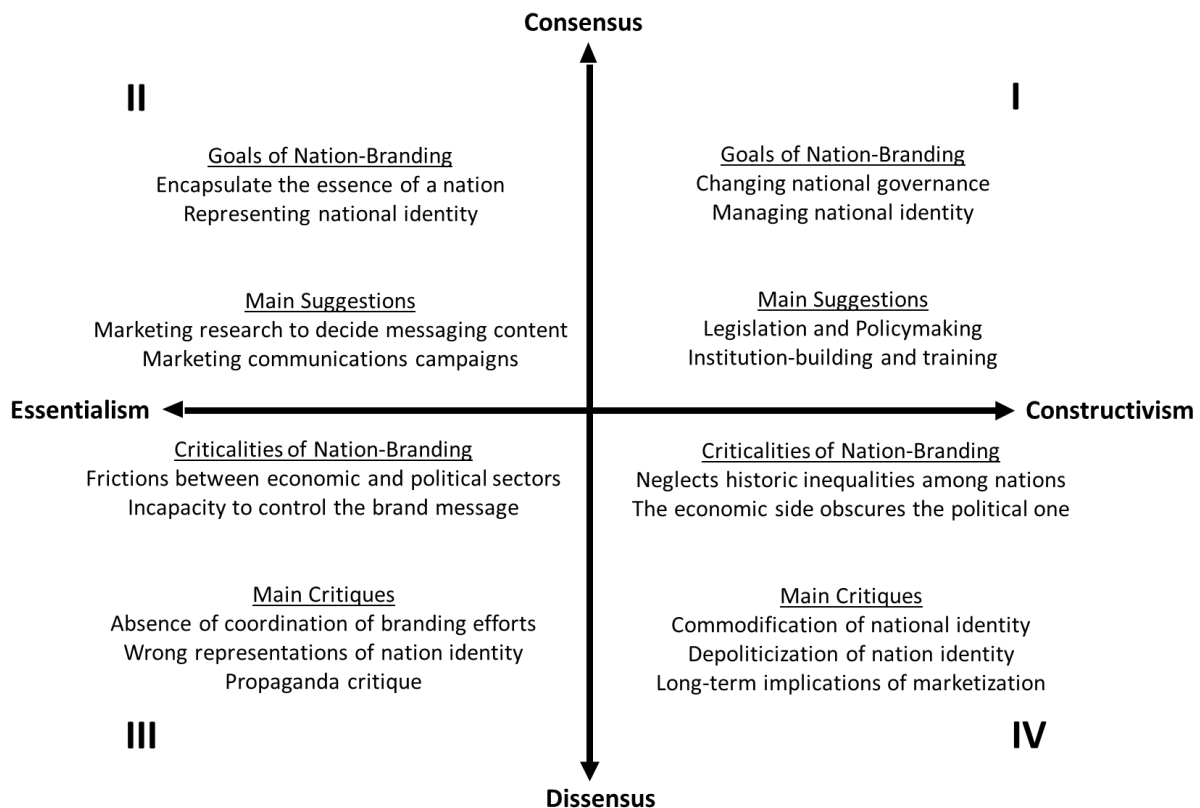 Consensus
II
I
Goals of Nation-Branding
Encapsulate the essence of a nation
Representing national identity
Goals of Nation-Branding
Changing national governance
Managing national identity
Main Suggestions
Marketing research to decide messaging content
Marketing communications campaigns
Main Suggestions
Legislation and Policymaking
Institution-building and training
Essentialism
Constructivism
Criticalities of Nation-Branding
Frictions between economic and political sectors
Incapacity to control the brand message
Criticalities of Nation-Branding
Neglects historic inequalities among nations
The economic side obscures the political one
Main Critiques
Absence of coordination of branding efforts
Wrong representations of nation identity
Propaganda critique
Main Critiques
Commodification of national identity
Depoliticization of nation identity
Long-term implications of marketization
III
IV
Dissensus